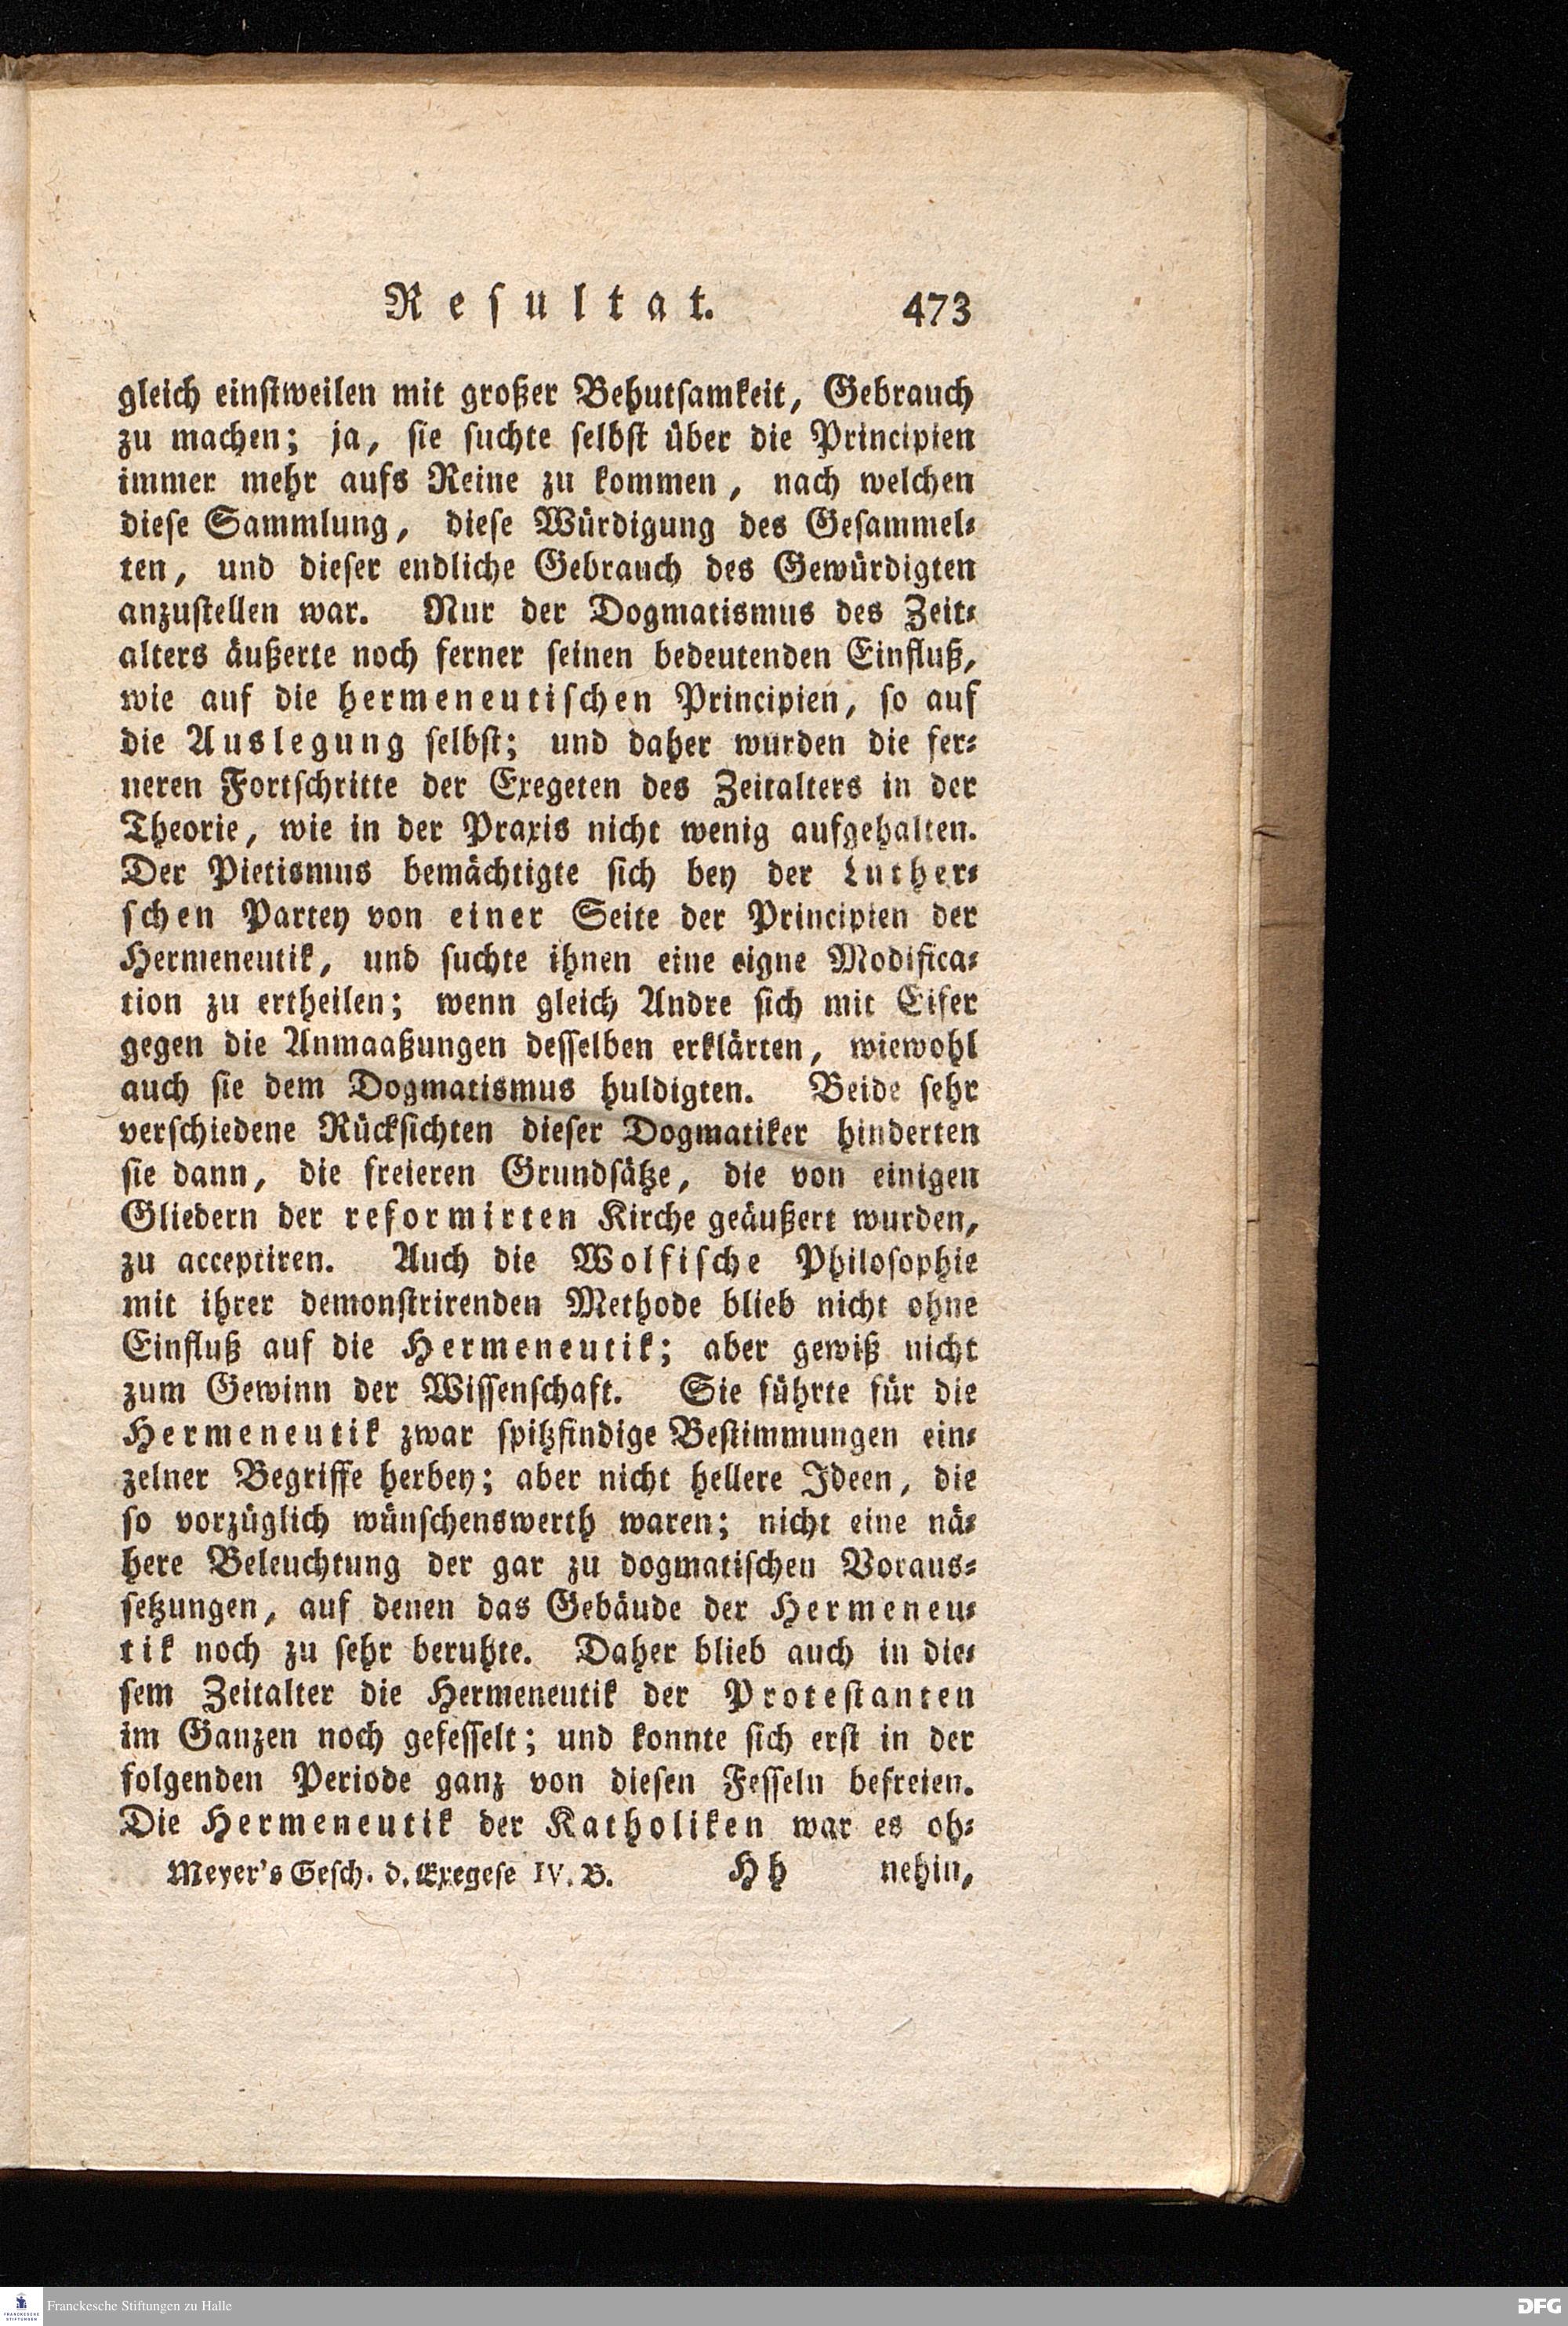 Resultat. 473
gleich einstweilen mit großer Behutsamkeit, Gebrauch
zu machen; ja, sie suchte selbst über die Principien
immer mehr aufs Reine zu kommen, nach welchen
diese Sammlung, diese Würdigung des Gesammel-
ten, und dieser endliche Gebrauch des Gewürdigten
anzustellen war. Nur der Dogmatismus des Zeit-
alters äußerte noch ferner seinen bedeutenden Einfluß,
wie auf die hermeneutischen Principien, so auf
die Auslegung selbst; und daher wurden die fer-
neren Fortschritte der Exegeten des Zeitalters in der
Theorie, wie in der Praxis nicht wenig aufgehalten.
Der Pietismus bemächtigte sich bey der Luther-
schen Partey von einer Seite der Principien der
Hermeneutik, und suchte ihnen eine eigne Modifica-
tion zu ertheilen; wenn gleich Andre sich mit Eifer
gegen die Anmaaßungen desselben erklärten, wiewohl
auch sie dem Dogmatismus huldigten. Beide sehr
verschiedene Rücksichten dieser Dogmatiker hinderten
sie dann, die freieren Grundsätze, die von einigen
Gliedern der reformirten Kirche geäußert wurden,
zu acceptiren. Auch die Wolfische Philosophie
mit ihrer demonstrirenden Methode blieb nicht ohne
Einfluß auf die Hermeneutik; aber gewiß nicht
zum Gewinn der Wissenschaft. Sie führte für die
Hermeneutik zwar spitzfindige Bestimmungen ein-
zelner Begriffe herbey; aber nicht hellere Ideen, die
so vorzüglich wünschenswerth waren; nicht eine nä-
here Beleuchtung der gar zu dogmatischen Voraus-
setzungen, auf denen das Gebäude der Hermeneu-
tik noch zu sehr beruhte. Daher blieb auch in die-
sem Zeitalter die Hermeneutik der Protestanten
im Ganzen noch gefesselt; und konnte sich erst in der
folgenden Periode ganz von diesen Fesseln befreien.
Die Hermeneutik der Katholiken war es oh-
Meyer's Gesch. d. Exegese IV. B. Hh nehin,
FRANCKESCHE STIFTUNGEN
Franckesche Stiftungen zu Halle
DFG